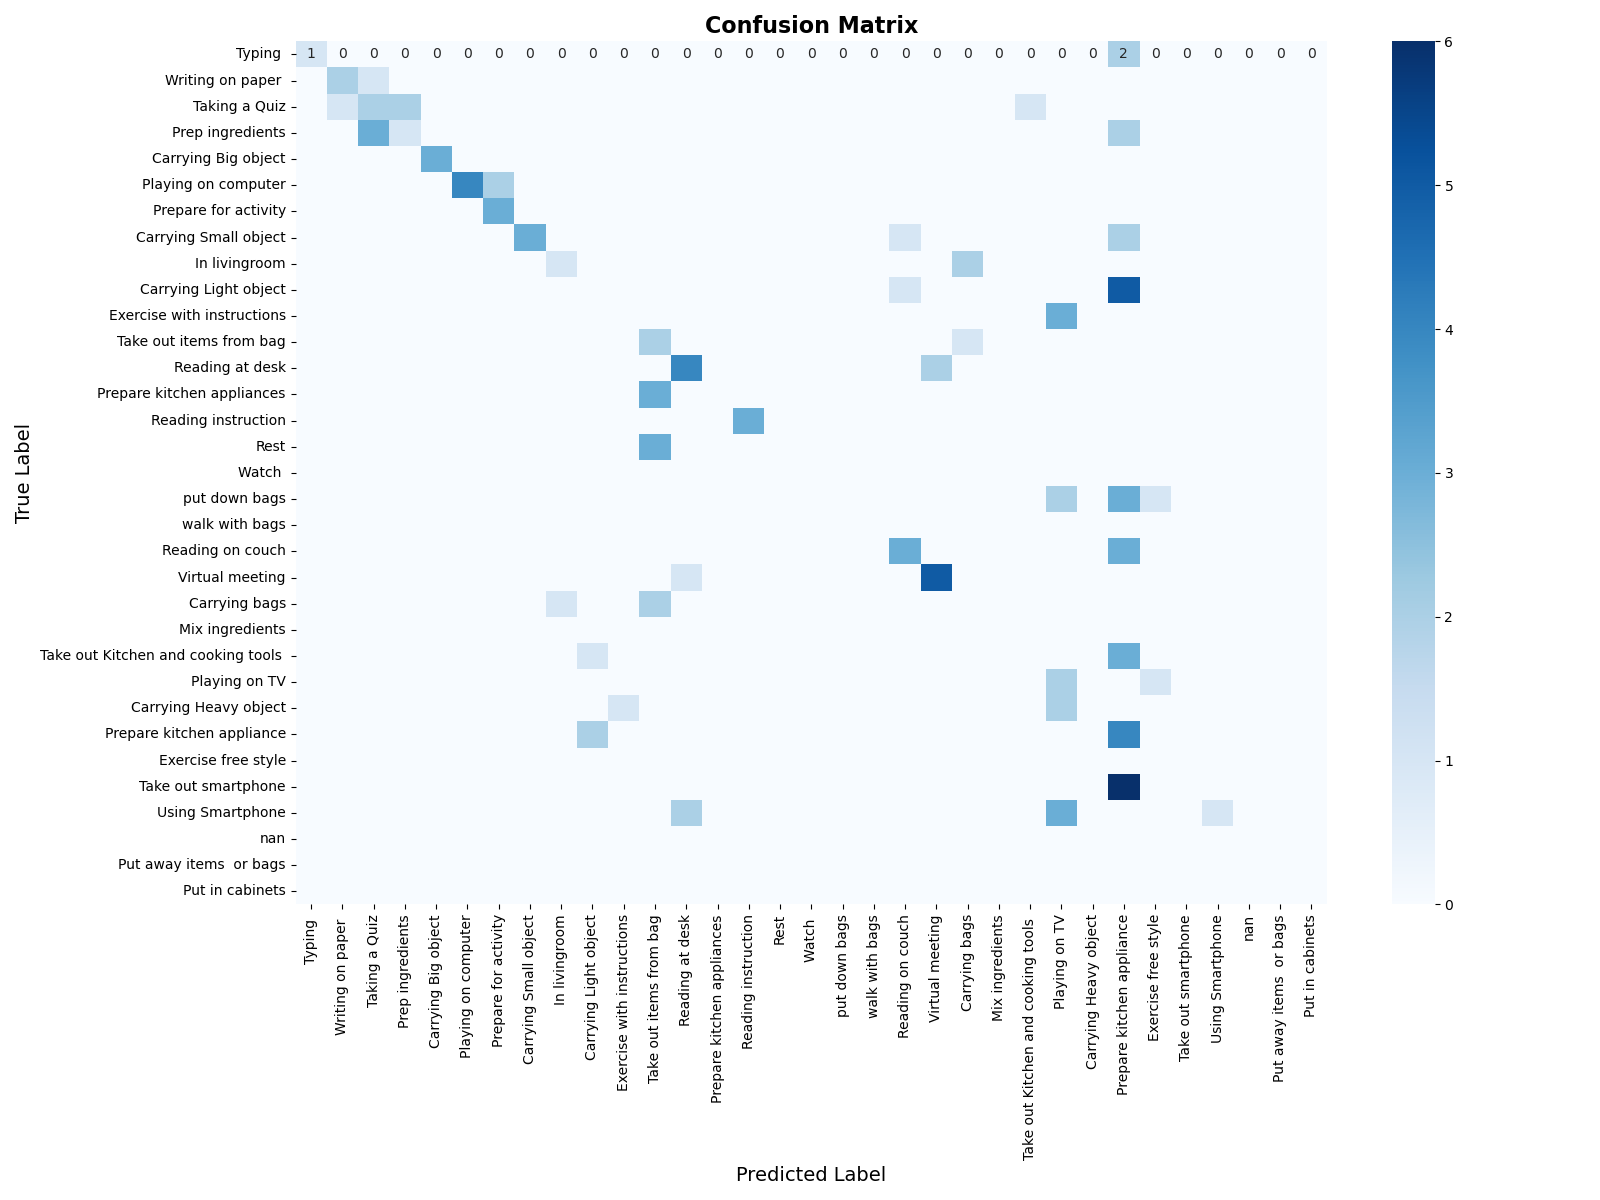 Confusion Matrix
Typing 1 0 0 0 0 0 0 0 0 0 0 0 0 0 0 0 0 0 0 0 0 0 0 0 0 0 2 0 0 0 0 0 0
Writing on paper
Taking a Quiz
Prep ingredients
Carrying Big object
Playing on computer
Prepare for activity
Carrying Small object
In livingroom
Carrying Light object
Exercise with instructions
Take out items from bag
Reading at desk
Prepare kitchen appliances
Reading instruction
Rest
Watch
put down bags
walk with bags
Reading on couch
Virtual meeting
Carrying bags
Mix ingredients
Take out Kitchen and cooking tools
Playing on TV
Carrying Heavy object
Prepare kitchen appliance
Exercise free style
Take out smartphone
Using Smartphone
nan
Put away items  or bags
Put in cabinets
True Label
Typing
Writing on paper
Taking a Quiz
Prep ingredients
Carrying Big object
Playing on computer
Prepare for activity
Carrying Small object
In livingroom
Carrying Light object
Exercise with instructions
Take out items from bag
Reading at desk
Prepare kitchen appliances
Reading instruction
Rest
Watch
put down bags
walk with bags
Reading on couch
Virtual meeting
Carrying bags
Mix ingredients
Take out Kitchen and cooking tools
Playing on TV
Carrying Heavy object
Prepare kitchen appliance
Exercise free style
Take out smartphone
Using Smartphone
nan
Put away items  or bags
Put in cabinets
Predicted Label
6
5
4
3
2
1
0